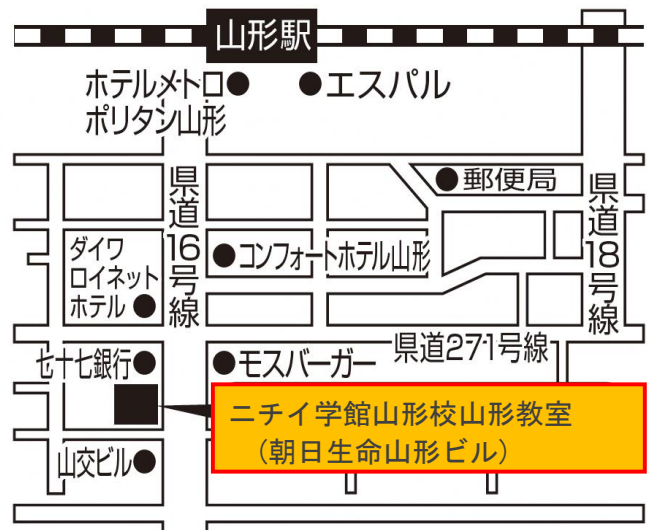 山形駅
ホテルメトロ
ポリタン山形
エスパル
郵便局
県道16号線
県道18号線
ダイワ
ロイネット
ホテル
コンフォートホテル山形
県道271号線
七十七銀行
モスバーガー
ニチイ学館山形校山形教室
（朝日生命山形ビル）
山交ビル